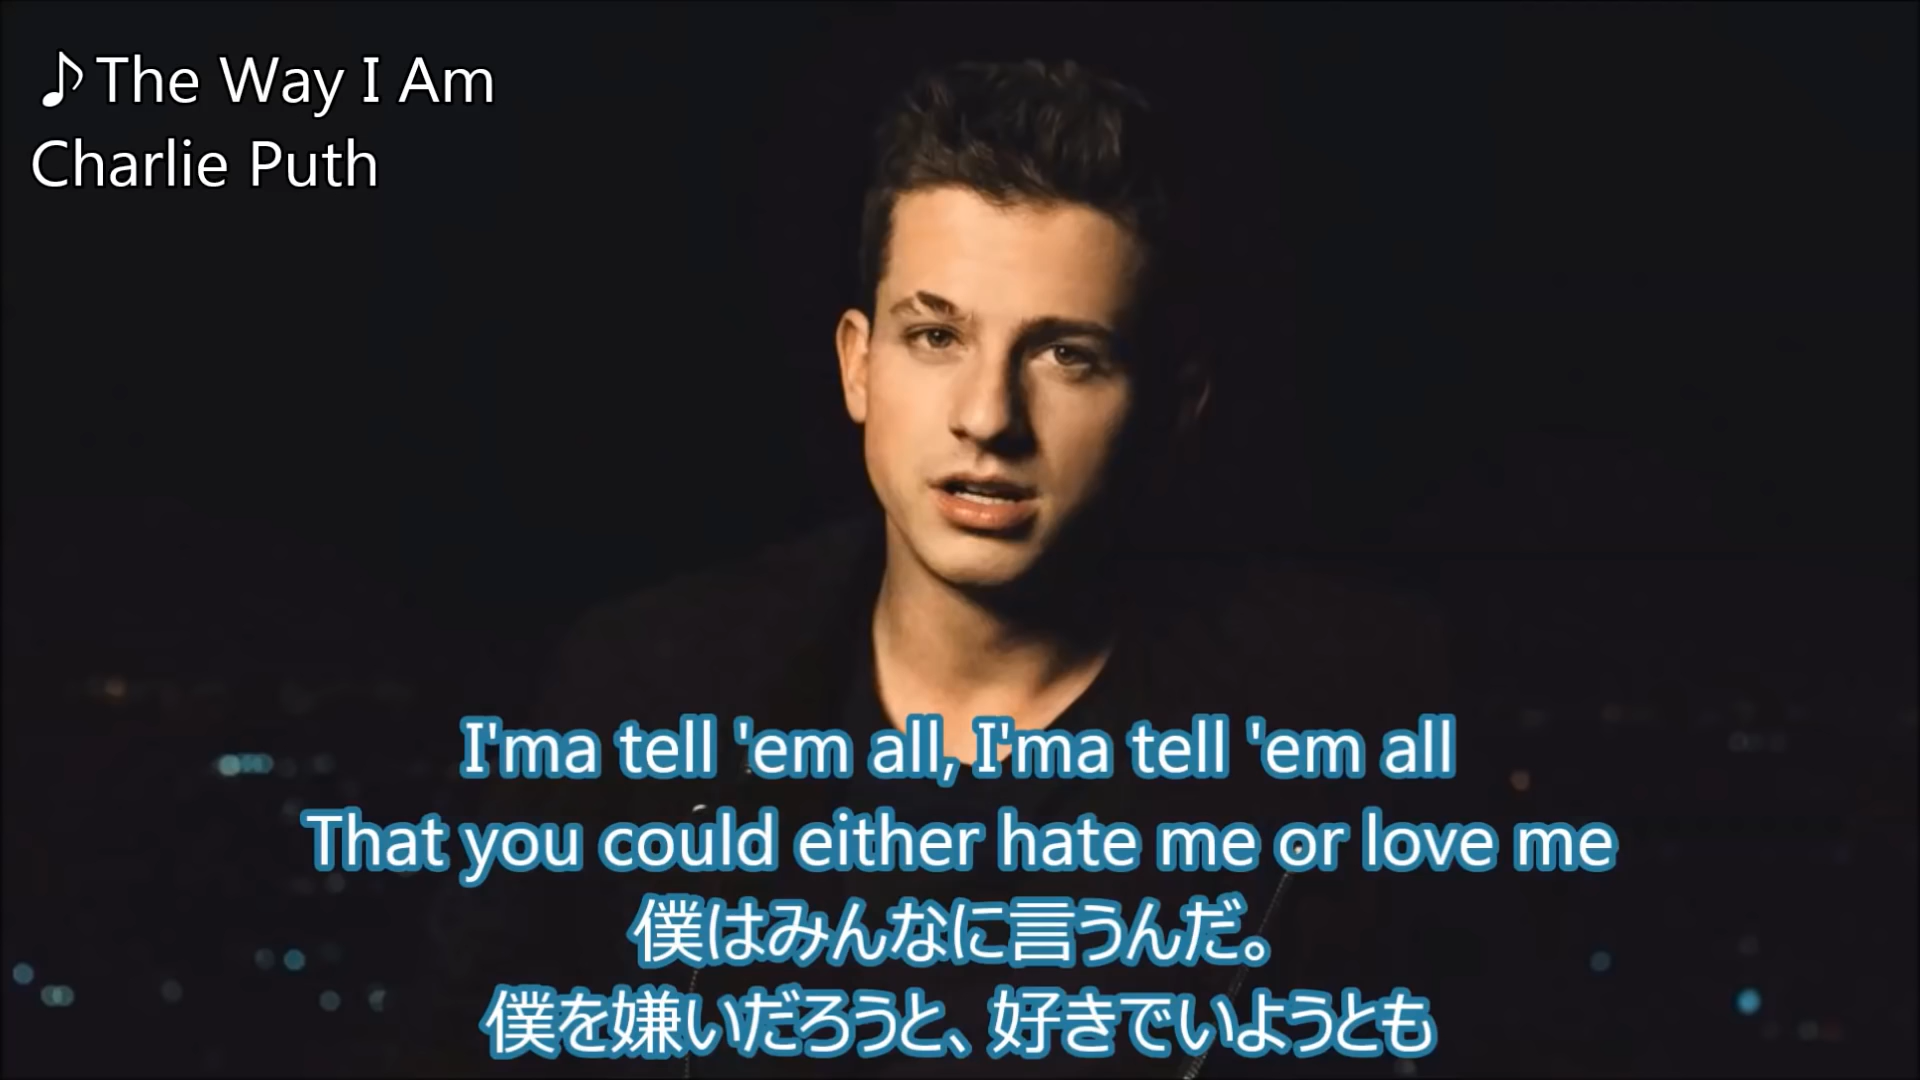 ♪The Way I Am
Charlie Puth
I'ma tell 'em all, I'ma tell 'em all
That you could either hate me or love me
僕はみんなに言うんだ。
僕を嫌いだろうと、好きでいようとも